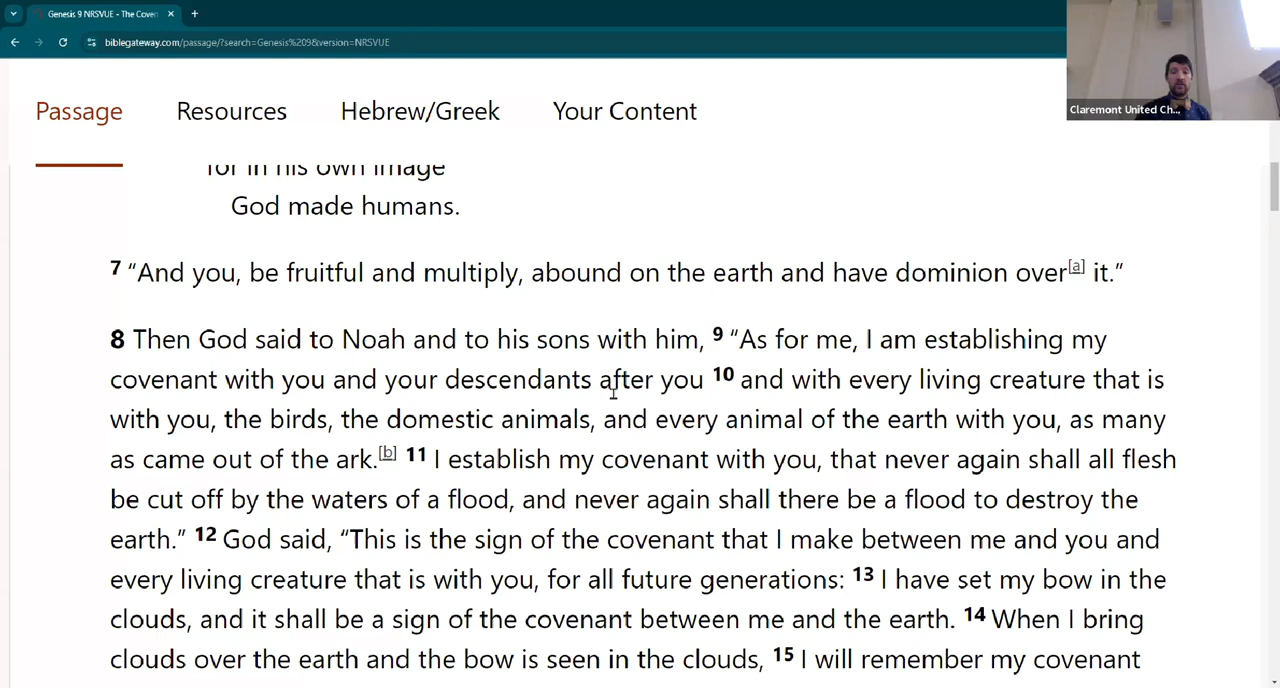 Genesis 9 NRSVUE - The Coven
biblegateway.com/passage/?search=Genesis%209&version=NRSVUE
Claremont United Ch...
Passage Resources Hebrew/Greek Your Content
for in his own image
God made humans.
7 “And you, be fruitful and multiply, abound on the earth and have dominion over[a] it.”
8 Then God said to Noah and to his sons with him, 9 “As for me, I am establishing my
covenant with you and your descendants after you 10 and with every living creature that is
with you, the birds, the domestic animals, and every animal of the earth with you, as many
as came out of the ark.[b] 11 I establish my covenant with you, that never again shall all flesh
be cut off by the waters of a flood, and never again shall there be a flood to destroy the
earth.” 12 God said, “This is the sign of the covenant that I make between me and you and
every living creature that is with you, for all future generations: 13 I have set my bow in the
clouds, and it shall be a sign of the covenant between me and the earth. 14 When I bring
clouds over the earth and the bow is seen in the clouds, 15 I will remember my covenant